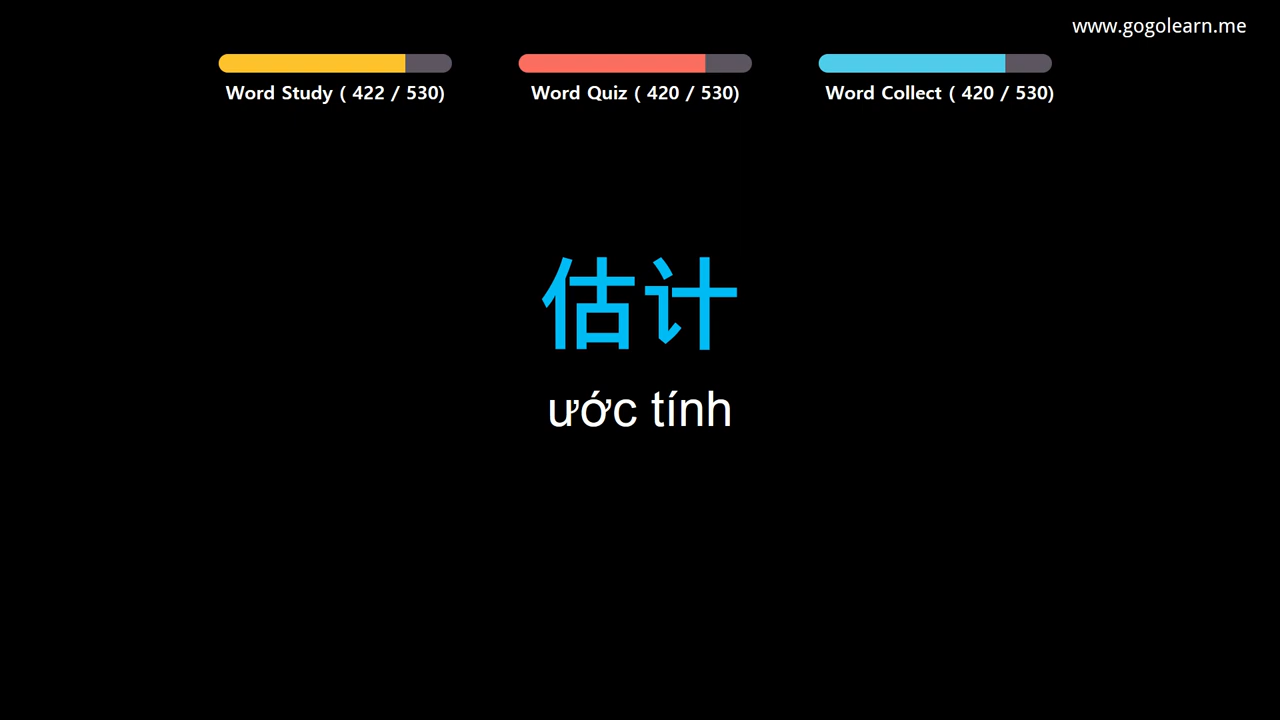 www.gogolearn.me
Word Study ( 422 / 530)
Word Quiz ( 420 / 530)
Word Collect ( 420 / 530)
估计
ước tính